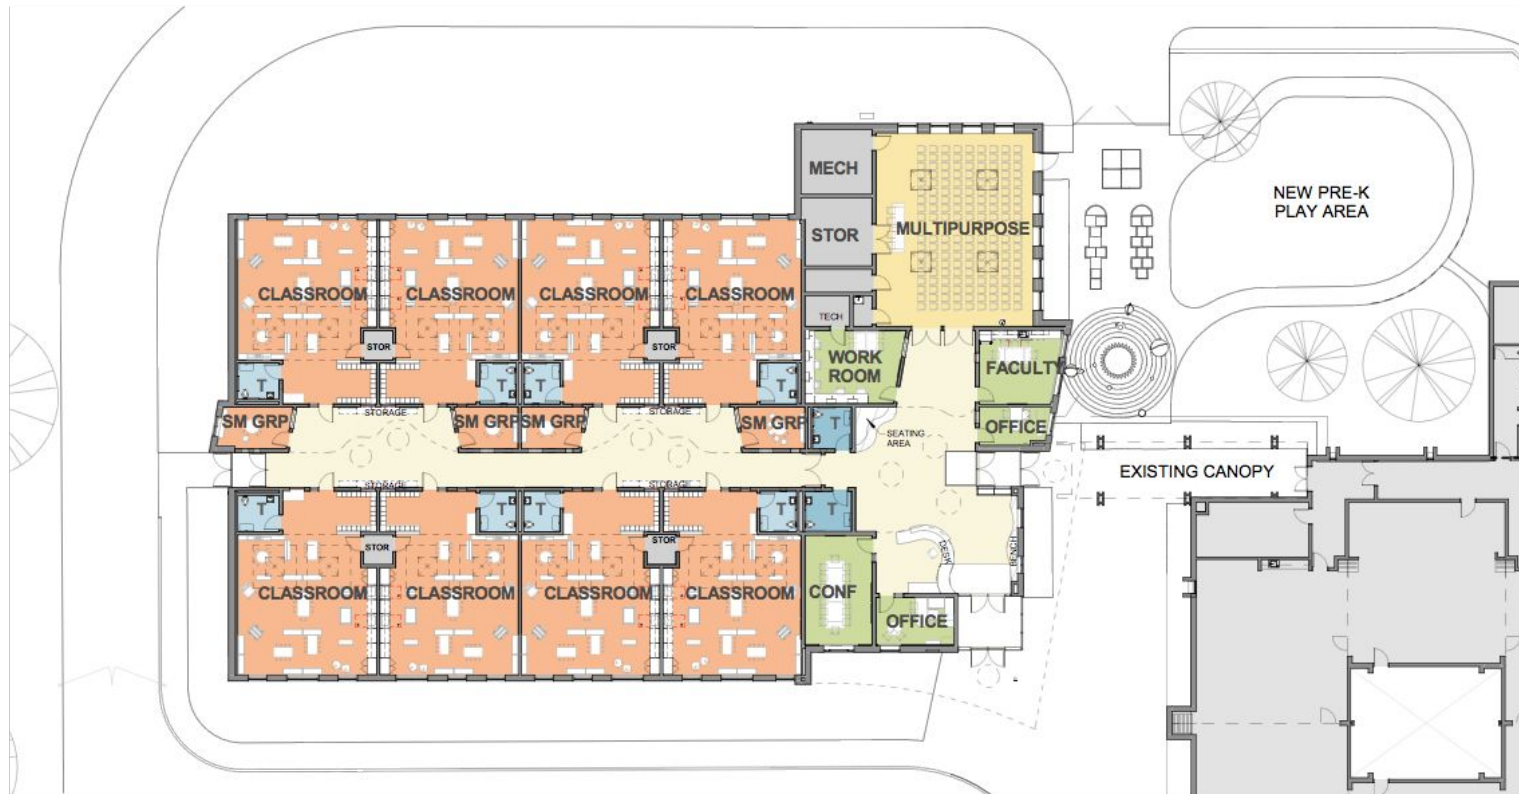 MECH
NEW PRE-K
PLAY AREA
STOR
MULTIPURPOSE
CLASSROOM
CLASSROOM
CLASSROOM
CLASSROOM
TECH
STOR
STOR
WORK
ROOM
FACULTY
T
T
T
T
STORAGE
STORAGE
SM GRP
SM GRP
SM GRP
SM GRP
T
SEATING
AREA
OFFICE
EXISTING CANOPY
STORAGE
STORAGE
T
T
T
T
T
STOR
STOR
DESK
BENCH
CLASSROOM
CLASSROOM
CLASSROOM
CLASSROOM
CONF
OFFICE